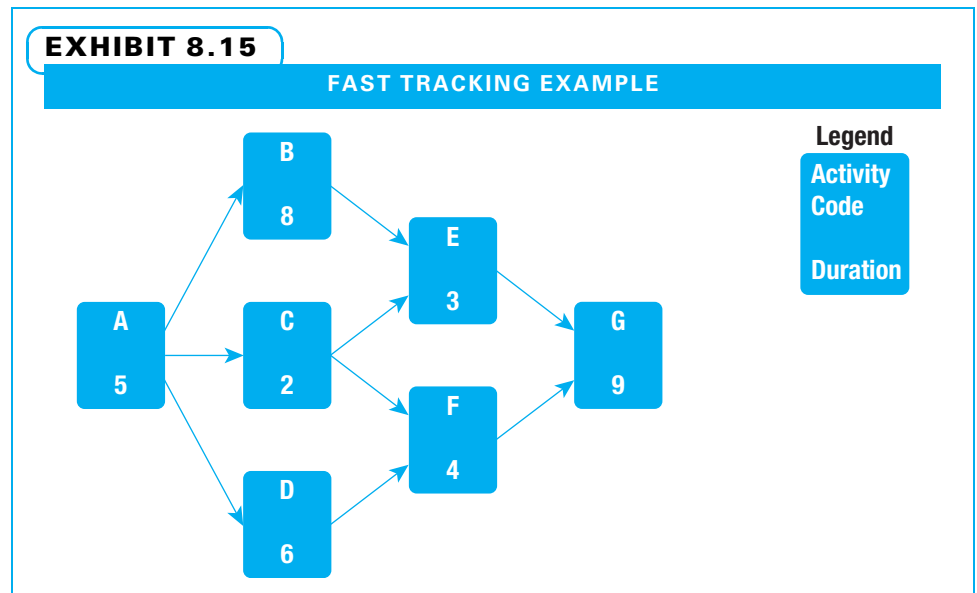 EXHIBIT 8.15
FAST TRACKING EXAMPLE
Legend
Activity
Code
Duration
B
8
E
3
A
5
C
2
G
9
F
4
D
6